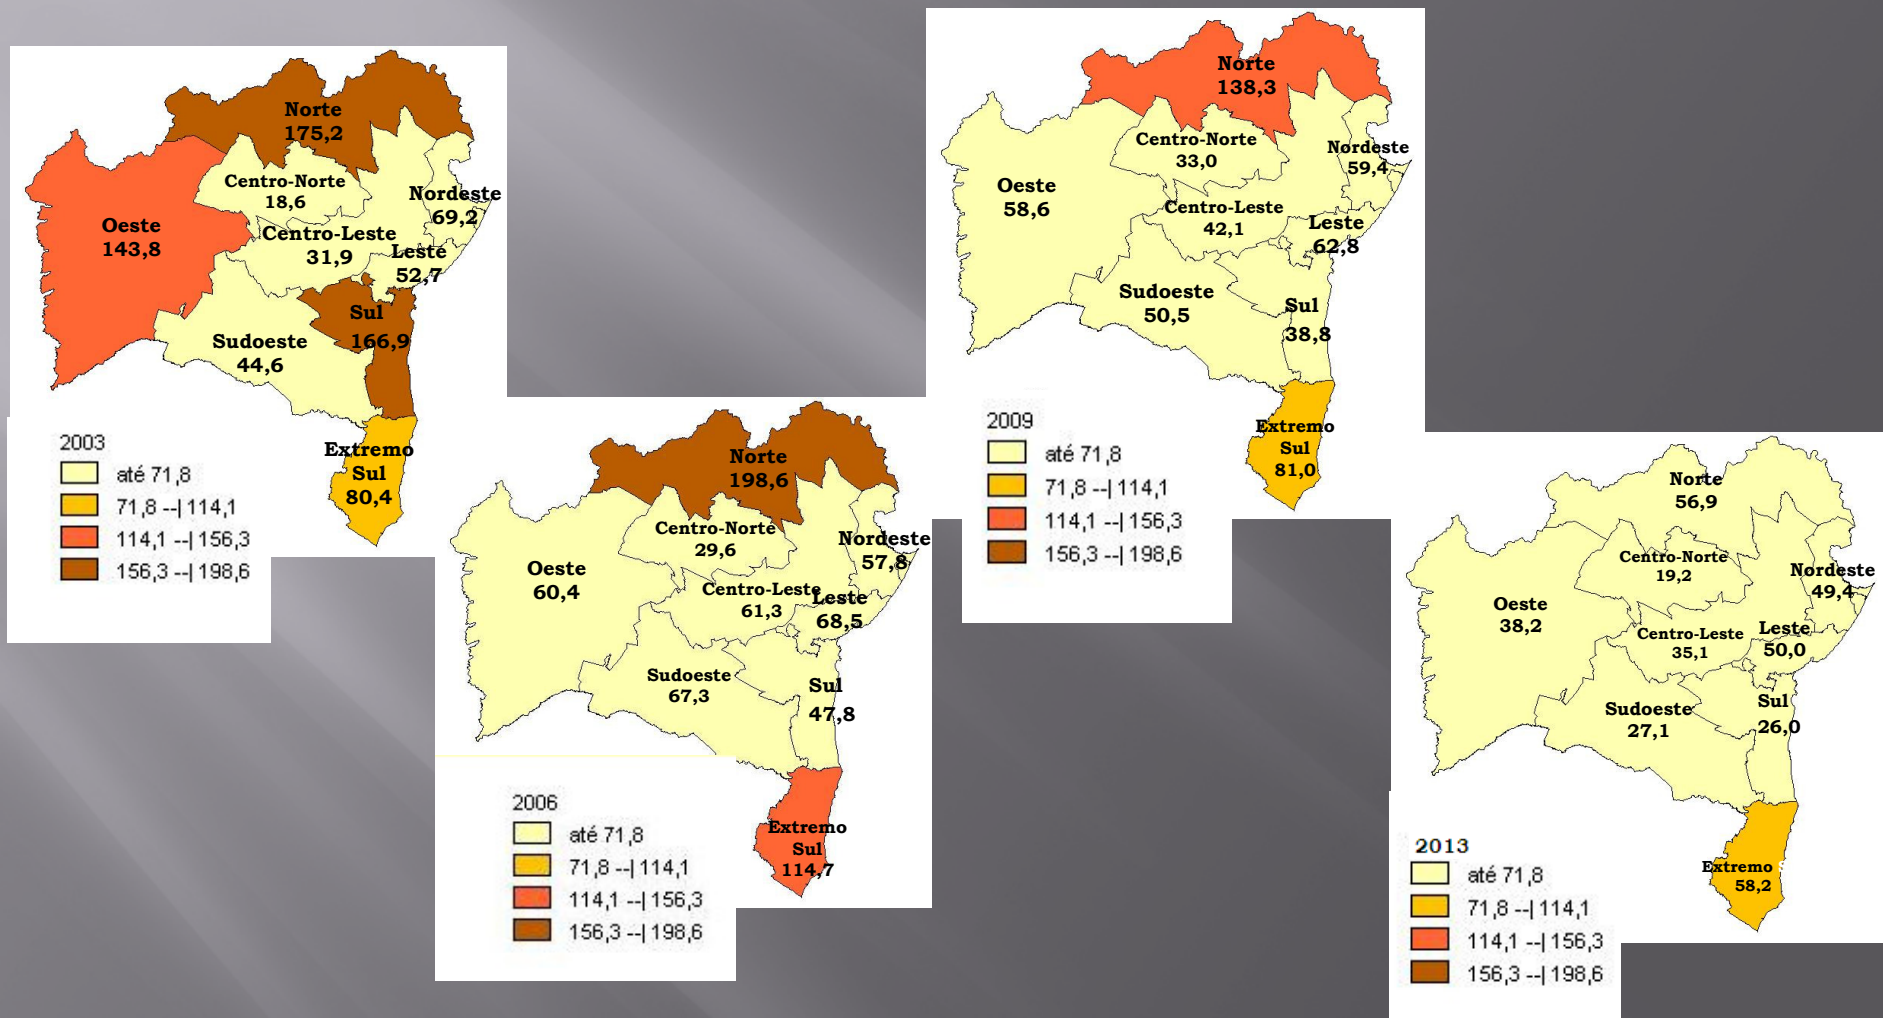 Norte
175,2
Centro-Norte
18,6
Nordeste
69,2
Oeste
143,8
Centro-Leste
31,9
Leste
52,7
Sul
166,9
Sudoeste
44,6
Extremo
Sul
80,4
2003
até 71,8
71,8 --| 114,1
114,1 --| 156,3
156,3 --| 198,6
Norte
198,6
Centro-Norte
29,6
Nordeste
57,8
Oeste
60,4
Centro-Leste
61,3
Leste
68,5
Sudoeste
67,3
Sul
47,8
Extremo
Sul
114,7
2006
até 71,8
71,8 --| 114,1
114,1 --| 156,3
156,3 --| 198,6
Norte
138,3
Centro-Norte
33,0
Nordeste
59,4
Oeste
58,6
Centro-Leste
42,1
Leste
62,8
Sudoeste
50,5
Sul
38,8
Extremo
Sul
81,0
2009
até 71,8
71,8 --| 114,1
114,1 --| 156,3
156,3 --| 198,6
Norte
56,9
Centro-Norte
19,2
Nordeste
49,4
Oeste
38,2
Centro-Leste
35,1
Leste
50,0
Sudoeste
27,1
Sul
26,0
Extremo
58,2
2013
até 71,8
71,8 --| 114,1
114,1 --| 156,3
156,3 --| 198,6